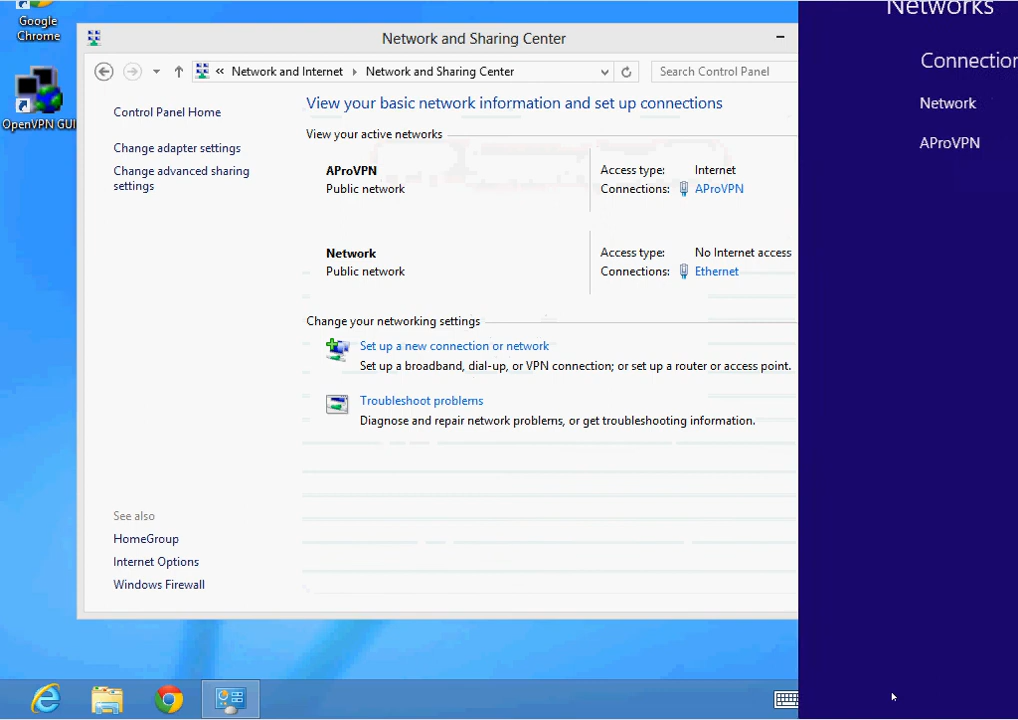 Google
Chrome
OpenVPN GUI
Network and Sharing Center
« Network and Internet
Network and Sharing Center
Search Control Panel
Control Panel Home
Change adapter settings
Change advanced sharing
settings
See also
HomeGroup
Internet Options
Windows Firewall
View your basic network information and set up connections
View your active networks
AProVPN
Public network
Access type: Internet
Connections: AProVPN
Network
Public network
Access type: No Internet access
Connections: Ethernet
Change your networking settings
Set up a new connection or network
Set up a broadband, dial-up, or VPN connection; or set up a router or access point.
Troubleshoot problems
Diagnose and repair network problems, or get troubleshooting information.
Networks
Connection
Network
AProVPN